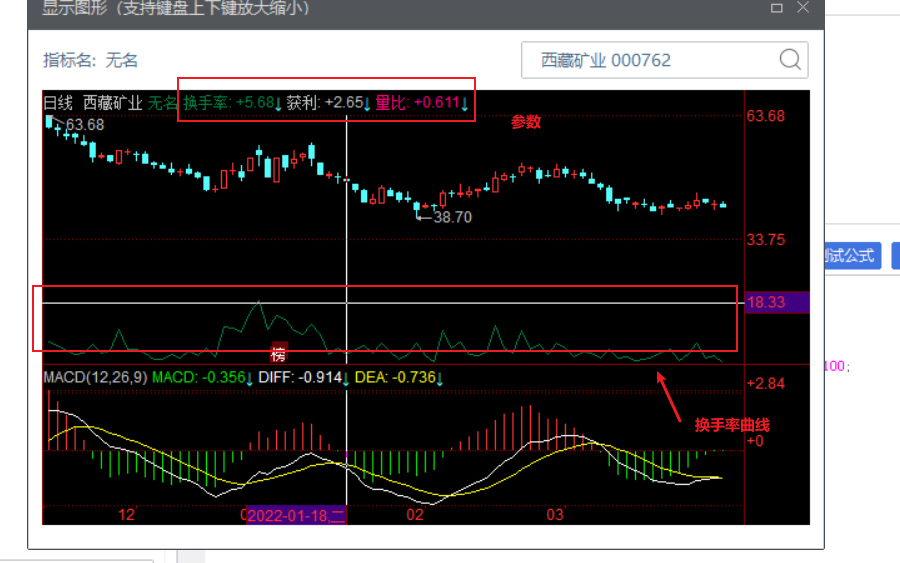 显示图形（支持键盘上下键放大缩小）
指标名: 无名
西藏矿业 000762
日线 西藏矿业 无名 换手率: +5.68↓ 获利: +2.65↓ 量比: +0.611↓
63.68
63.68
参数
38.70
33.75
测试公式
18.33
榜
100;
MACD(12,26,9) MACD: -0.356↓ DIFF: -0.914↓ DEA: -0.736↓
+2.84
换手率曲线
+0
12
2022-01-18,二
02
03